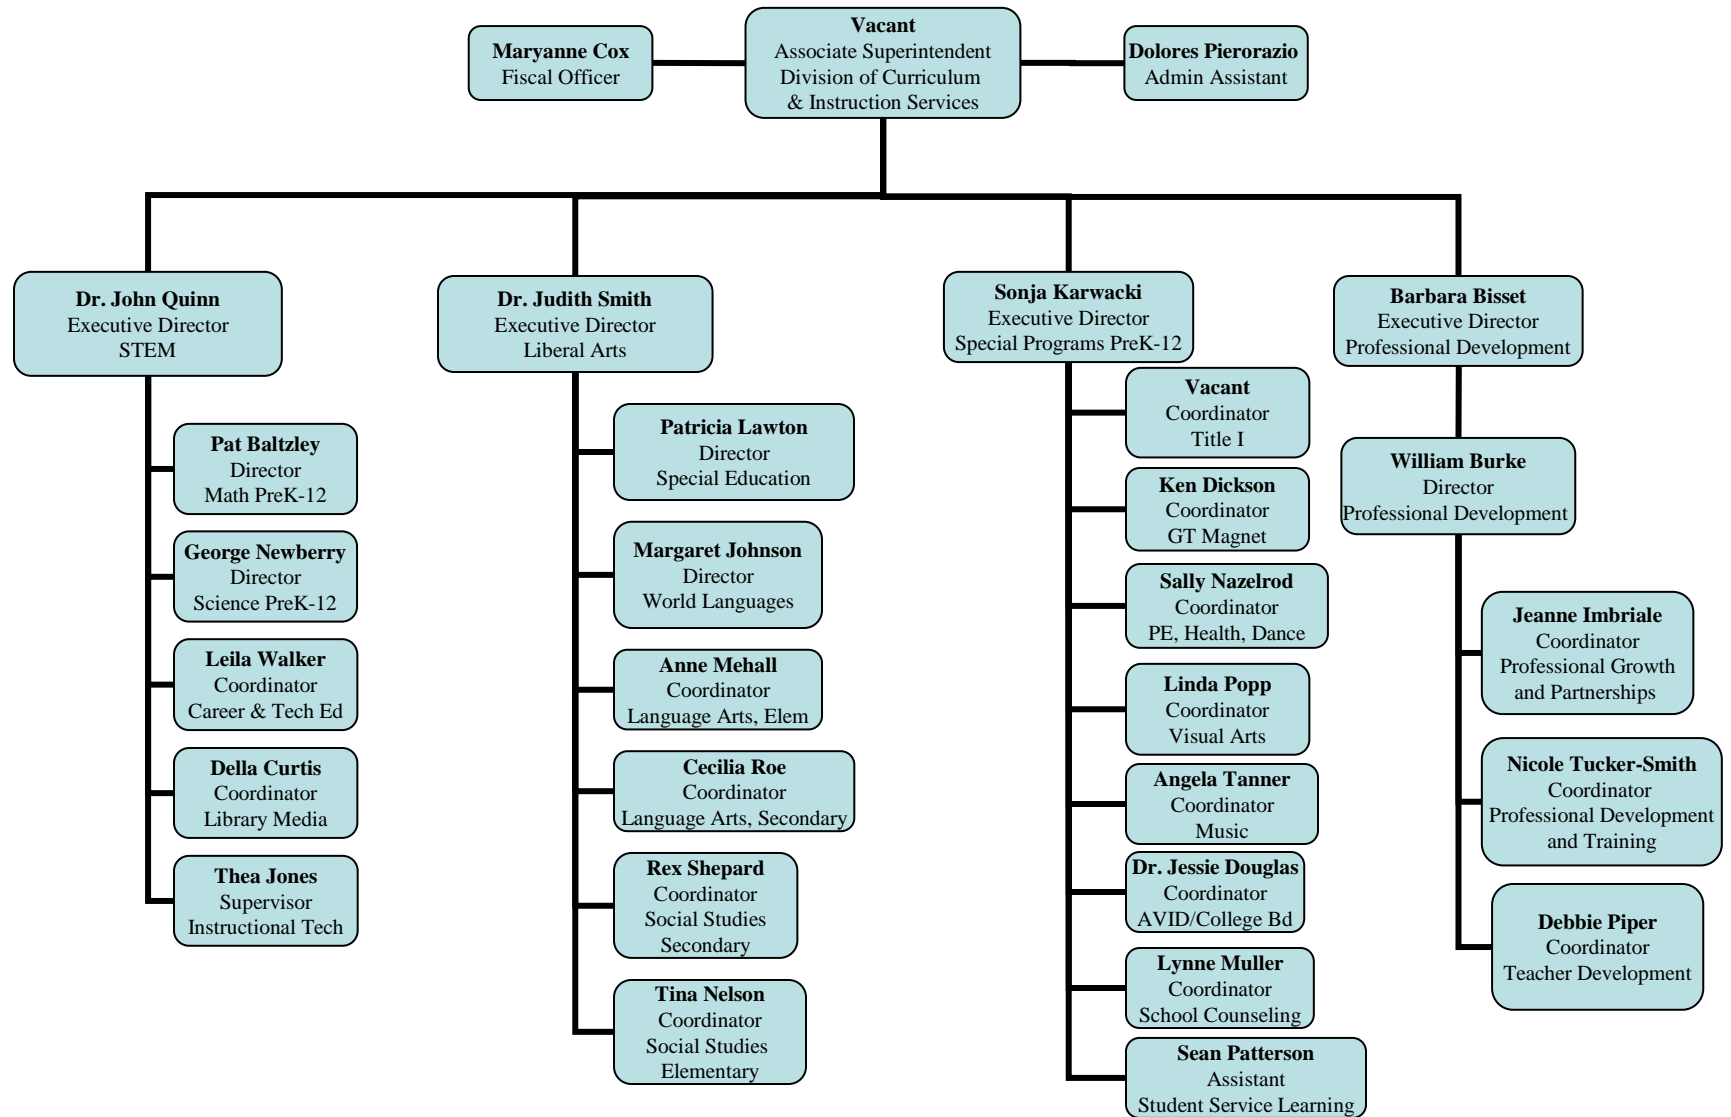 Maryanne Cox
Fiscal Officer
Vacant
Associate Superintendent
Division of Curriculum
& Instruction Services
Dolores Pierorazio
Admin Assistant
Dr. John Quinn
Executive Director
STEM
Pat Baltzley
Director
Math PreK-12
George Newberry
Director
Science PreK-12
Leila Walker
Coordinator
Career & Tech Ed
Della Curtis
Coordinator
Library Media
Thea Jones
Supervisor
Instructional Tech
Dr. Judith Smith
Executive Director
Liberal Arts
Patricia Lawton
Director
Special Education
Margaret Johnson
Director
World Languages
Anne Mehall
Coordinator
Language Arts, Elem
Cecilia Roe
Coordinator
Language Arts, Secondary
Rex Shepard
Coordinator
Social Studies
Secondary
Tina Nelson
Coordinator
Social Studies
Elementary
Sonja Karwacki
Executive Director
Special Programs PreK-12
Vacant
Coordinator
Title I
Ken Dickson
Coordinator
GT Magnet
Sally Nazelrod
Coordinator
PE, Health, Dance
Linda Popp
Coordinator
Visual Arts
Angela Tanner
Coordinator
Music
Dr. Jessie Douglas
Coordinator
AVID/College Bd
Lynne Muller
Coordinator
School Counseling
Sean Patterson
Assistant
Student Service Learning
Barbara Bisset
Executive Director
Professional Development
William Burke
Director
Professional Development
Jeanne Imbriale
Coordinator
Professional Growth
and Partnerships
Nicole Tucker-Smith
Coordinator
Professional Development
and Training
Debbie Piper
Coordinator
Teacher Development